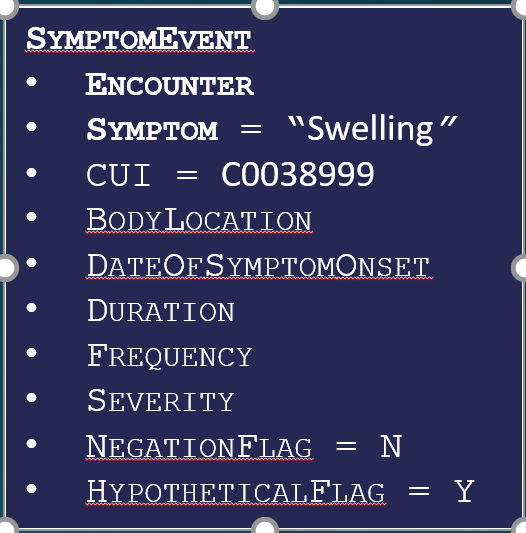 SYMPTOMEVENT
• ENCOUNTER
• SYMPTOM = “Swelling”
• CUI = C0038999
• BODYLOCATION
• DATEOFSYMPTOMONSET
• DURATION
• FREQUENCY
• SEVERITY
• NEGATIONFLAG = N
• HYPOTHETICALFLAG = Y